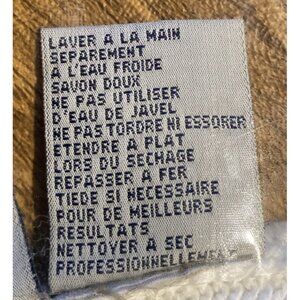 LAVER A LA MAIN
SEPAREMENT
A L'EAU FROIDE
SAVON DOUX
NE PAS UTILISER
D'EAU DE JAVEL
NE PAS TORDRE NI ESSORER
ETENDRE A PLAT
LORS DU SECHAGE
REPASSER A FER
TIEDE SI NECESSAIRE
POUR DE MEILLEURS
RESULTATS
NETTOYER A SEC
PROFESSIONNELLEMENT